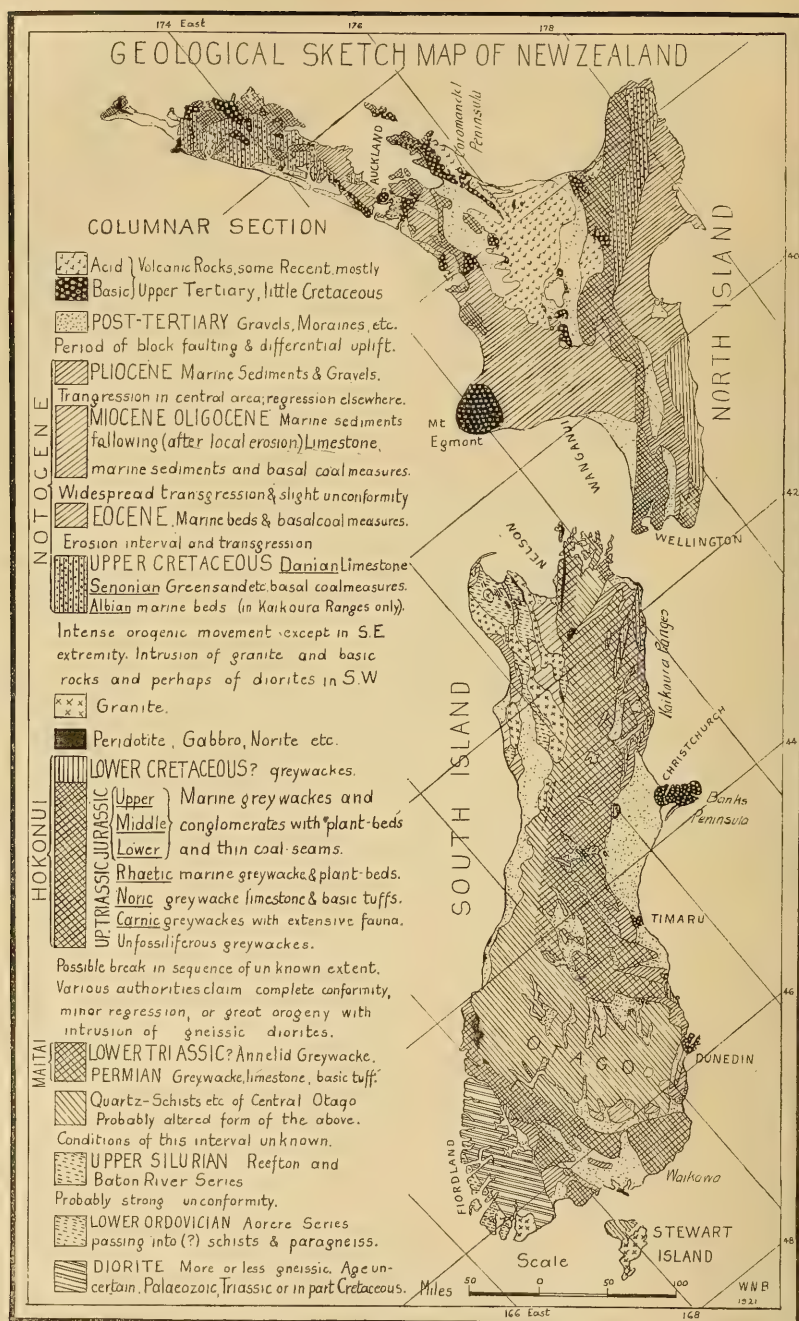 174 East
176
178
GEOLOGICAL SKETCH MAP OF NEW ZEALAND
Coromandel
Peninsula
AUCKLAND
COLUMNAR SECTION
Acid } Volcanic Rocks, some Recent, mostly
Basic } Upper Tertiary, little Cretaceous
POST-TERTIARY Gravels, Moraines, etc.
Period of block faulting & differential uplift.
NOTOCENE
PLIOCENE Marine Sediments & Gravels.
Trangression in central area; regression elsewhere.
MIOCENE OLIGOCENE Marine sediments
following (after local erosion) Limestone,
marine sediments and basal coal measures.
Widespread transgression & slight unconformity
EOCENE, Marine beds & basal coal measures.
Erosion interval and transgression
UPPER CRETACEOUS Danian Limestone
Senonian Greensand etc. basal coal measures.
Albian marine beds (in Kaikoura Ranges only).
Intense orogenic movement except in S.E
extremity. Intrusion of granite and basic
rocks and perhaps of diorites in S.W
Granite.
Peridotite, Gabbro, Norite etc.
HOKONUI
LOWER CRETACEOUS? greywackes.
JURASSIC
Upper } Marine greywackes and
Middle } conglomerates with plant-beds
Lower } and thin coal-seams.
UP. TRIASSIC
Rhaetic marine greywacke & plant-beds.
Noric greywacke limestone & basic tuffs.
Carnic greywackes with extensive fauna.
Unfossiliferous greywackes.
Possible break in sequence of unknown extent.
Various authorities claim complete conformity,
minor regression, or great orogeny with
intrusion of gneissic diorites.
MAITAI
LOWER TRIASSIC? Annelid Greywacke.
PERMIAN Greywacke, limestone, basic tuff.
Quartz-Schists etc of Central Otago
Probably altered form of the above.
Conditions of this interval unknown.
UPPER SILURIAN Reefton and
Baton River Series
Probably strong unconformity.
LOWER ORDOVICIAN Aorere Series
passing into (?) schists & paragneiss.
DIORITE More or less gneissic. Age un-
certain, Palaeozoic, Triassic or in part Cretaceous.
NORTH ISLAND
40
Mt
Egmont
WANGANUI
42
WELLINGTON
NELSON
Kaikoura Ranges
SOUTH ISLAND
44
CHRISTCHURCH
Banks
Peninsula
TIMARU
46
OTAGO
DUNEDIN
FIORDLAND
Waikawa
STEWART
ISLAND
48
Scale
Miles 50 0 50 100
WNB
1921
166 East
168